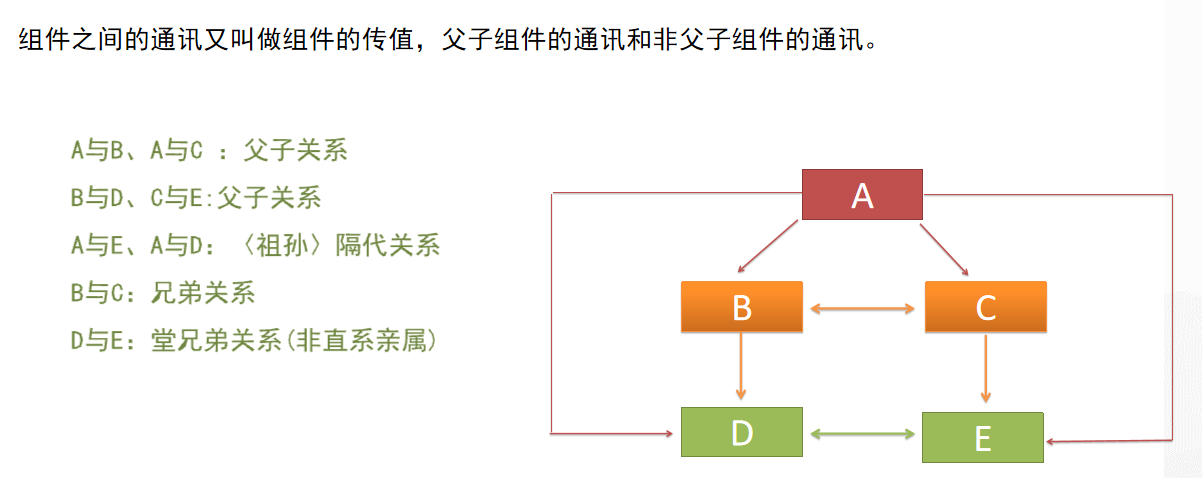 组件之间的通讯又叫做组件的传值，父子组件的通讯和非父子组件的通讯。
A与B、A与C ：父子关系
B与D、C与E:父子关系
A与E、A与D：〈祖孙〉隔代关系
B与C：兄弟关系
D与E：堂兄弟关系(非直系亲属)
A
B
C
D
E